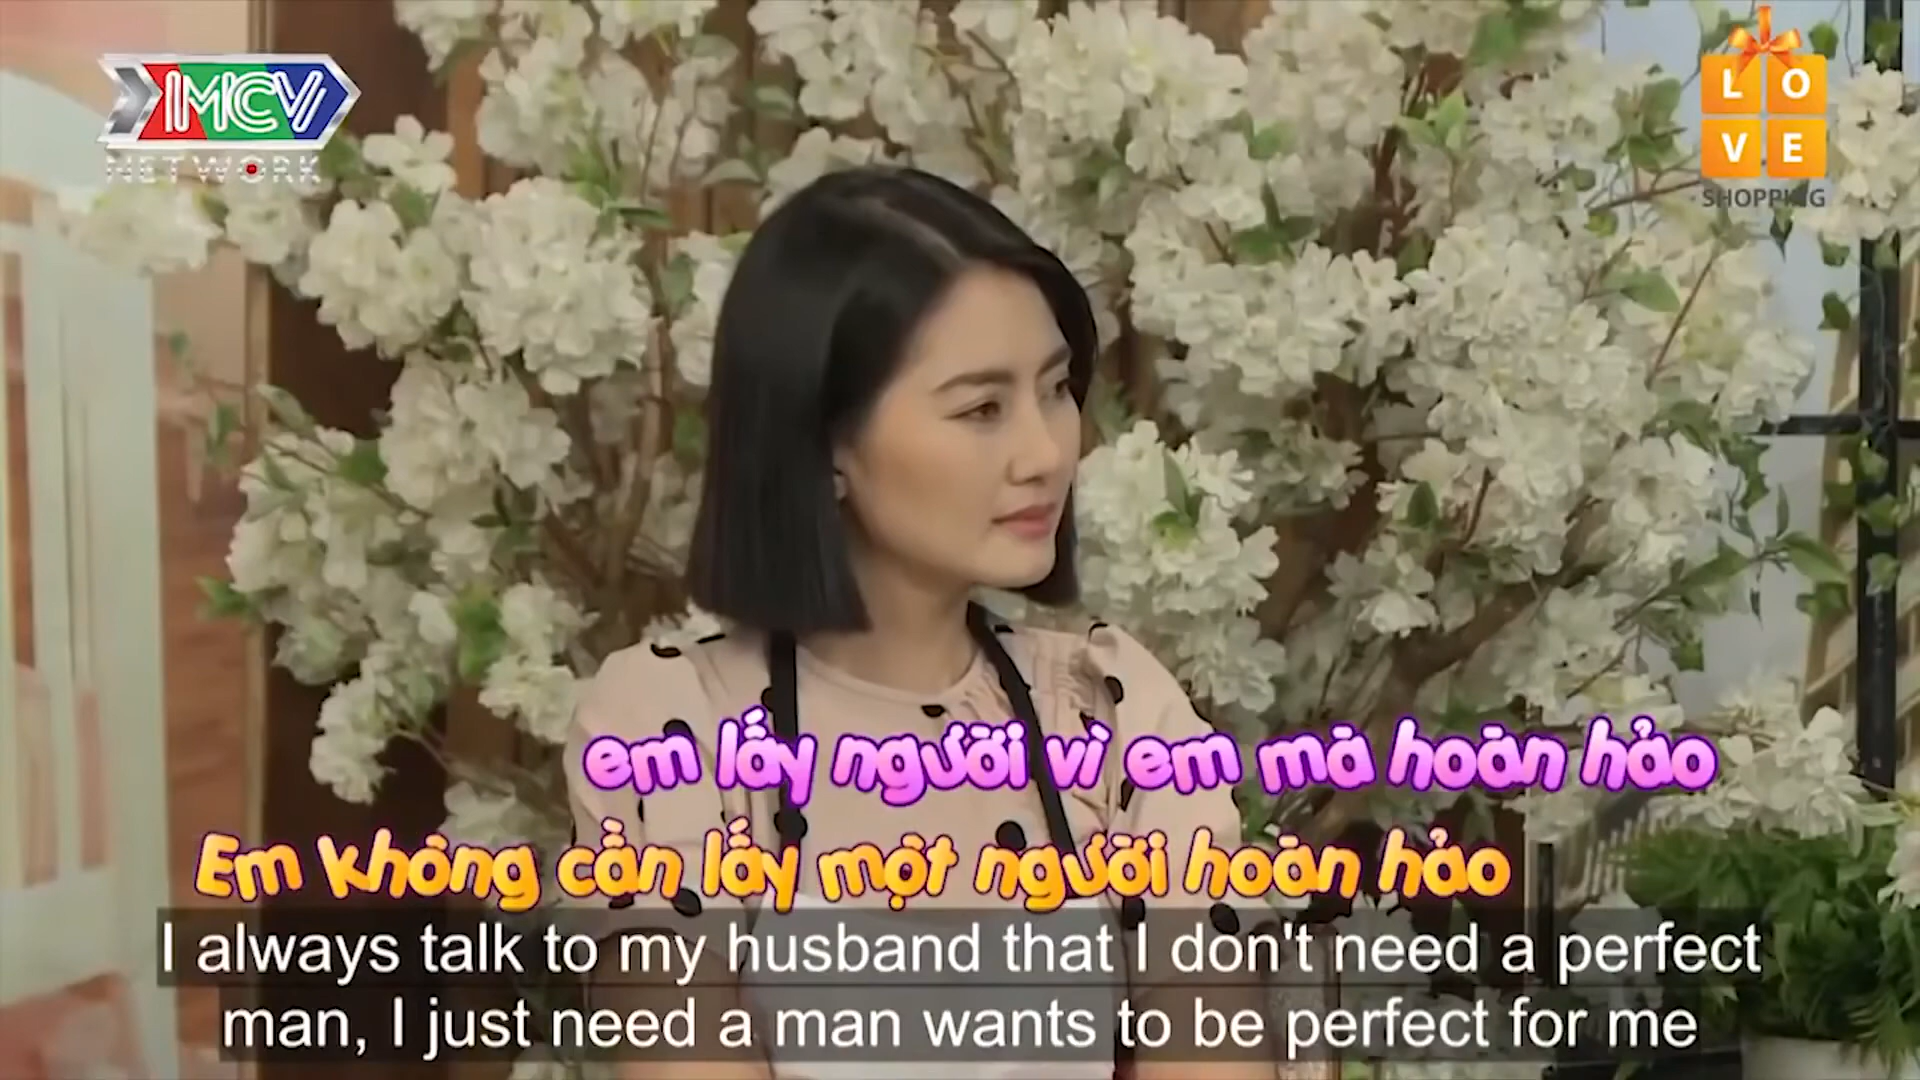 MCV
NETWORK
LO
VE
SHOPPING
em lấy người vì em mà hoàn hảo
Em không cần lấy một người hoàn hảo
I always talk to my husband that I don't need a perfect
man, I just need a man wants to be perfect for me